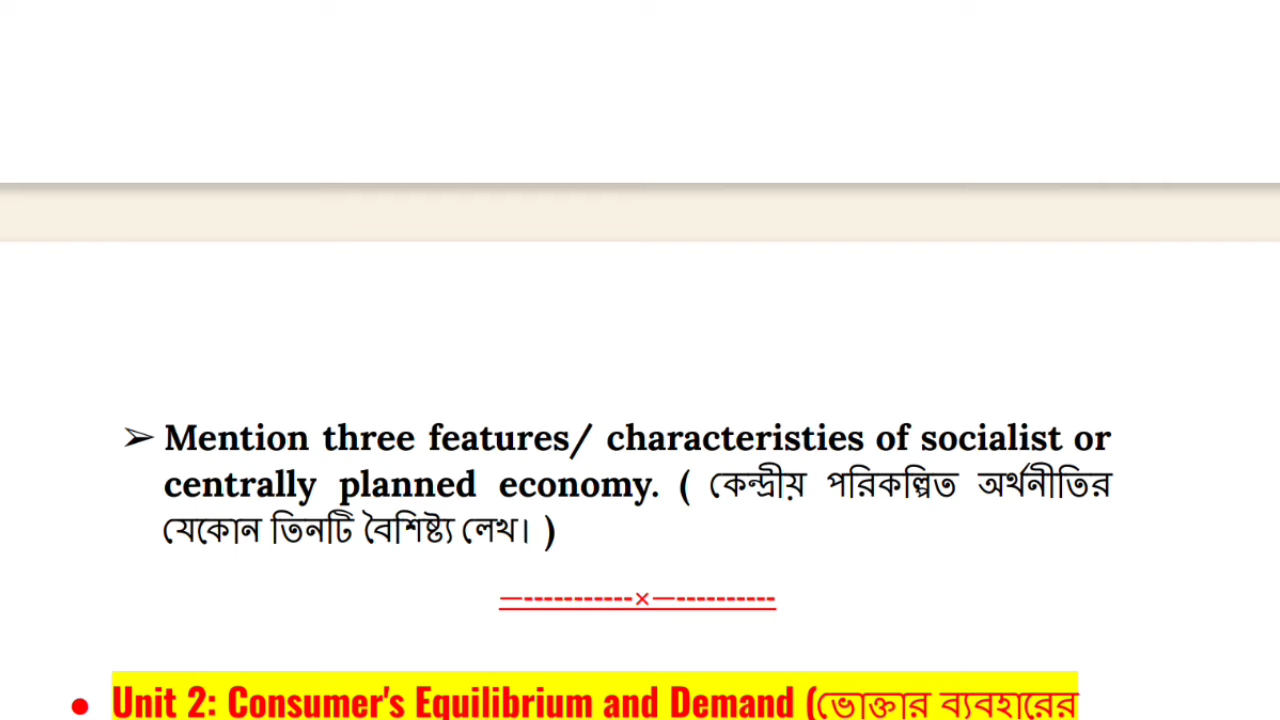 ➢ Mention three features/ characteristies of socialist or
centrally planned economy. ( কেন্দ্রীয় পরিকল্পিত অর্থনীতির
যেকোন তিনটি বৈশিষ্ট্য লেখ। )
—-----------×—----------
● Unit 2: Consumer's Equilibrium and Demand (ভোক্তার ব্যবহারের